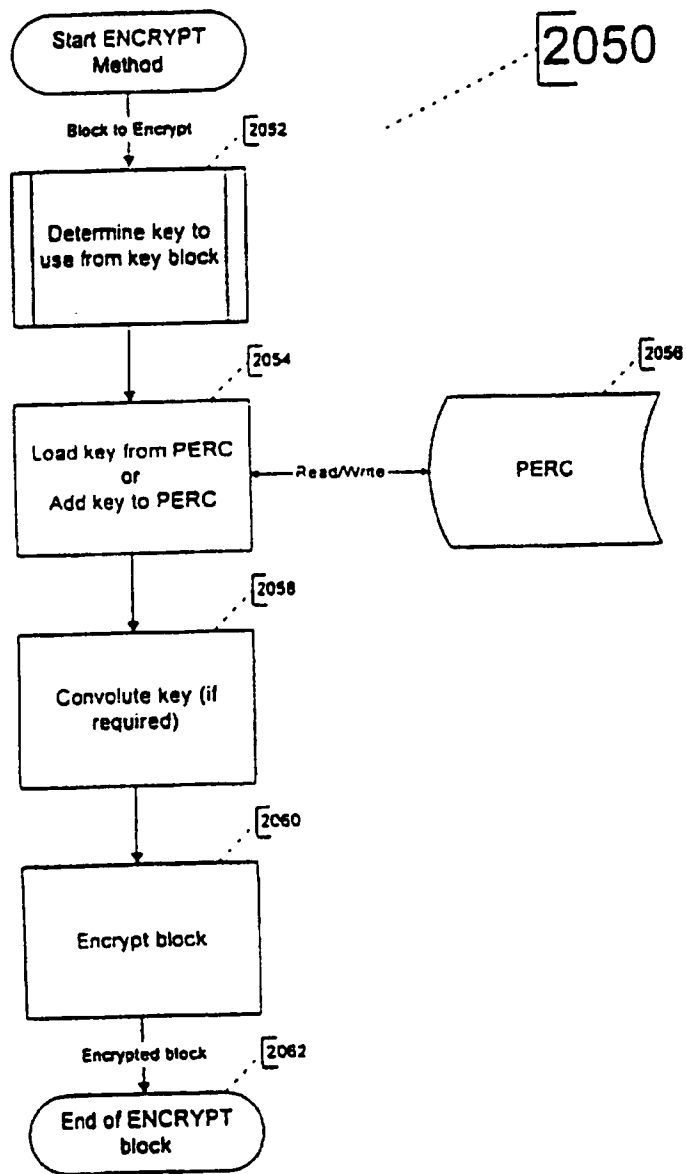 Start ENCRYPT
Method
2050
Block to Encrypt
2052
Determine key to
use from key block
2054
Load key from PERC
or
Add key to PERC
Read/Write
2056
PERC
2058
Convolute key (if
required)
2060
Encrypt block
Encrypted block
2062
End of ENCRYPT
block